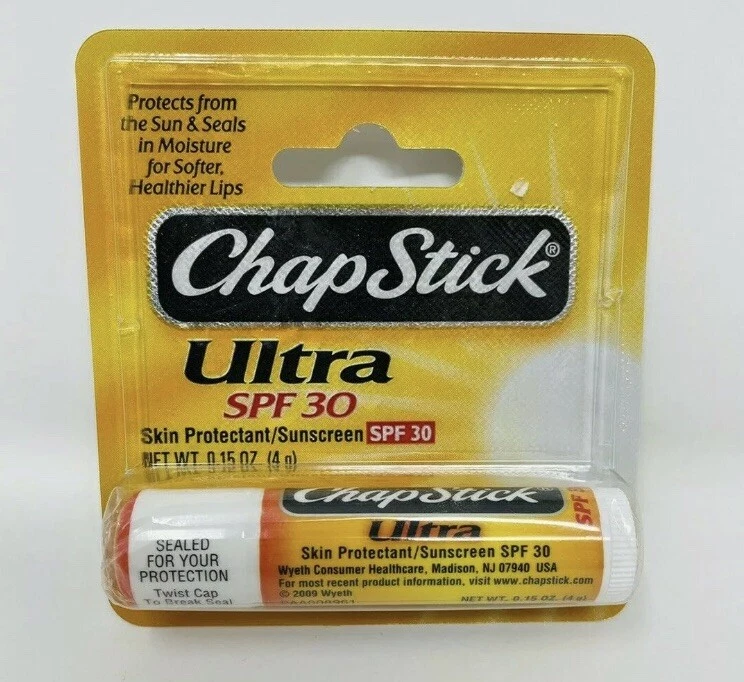 Protects from
the Sun & Seals
in Moisture
for Softer,
Healthier Lips
ChapStick®
Ultra
SPF 30
Skin Protectant/Sunscreen SPF 30
NET WT. 0.15 OZ. (4 g)
SEALED
FOR YOUR
PROTECTION
Twist Cap
To Break Seal
ChapStick
Ultra
SPF
Skin Protectant/Sunscreen SPF 30
Wyeth Consumer Healthcare, Madison, NJ 07940 USA
For most recent product information, visit www.chapstick.com
© 2009 Wyeth
NET WT. 0.15 OZ. (4 g)